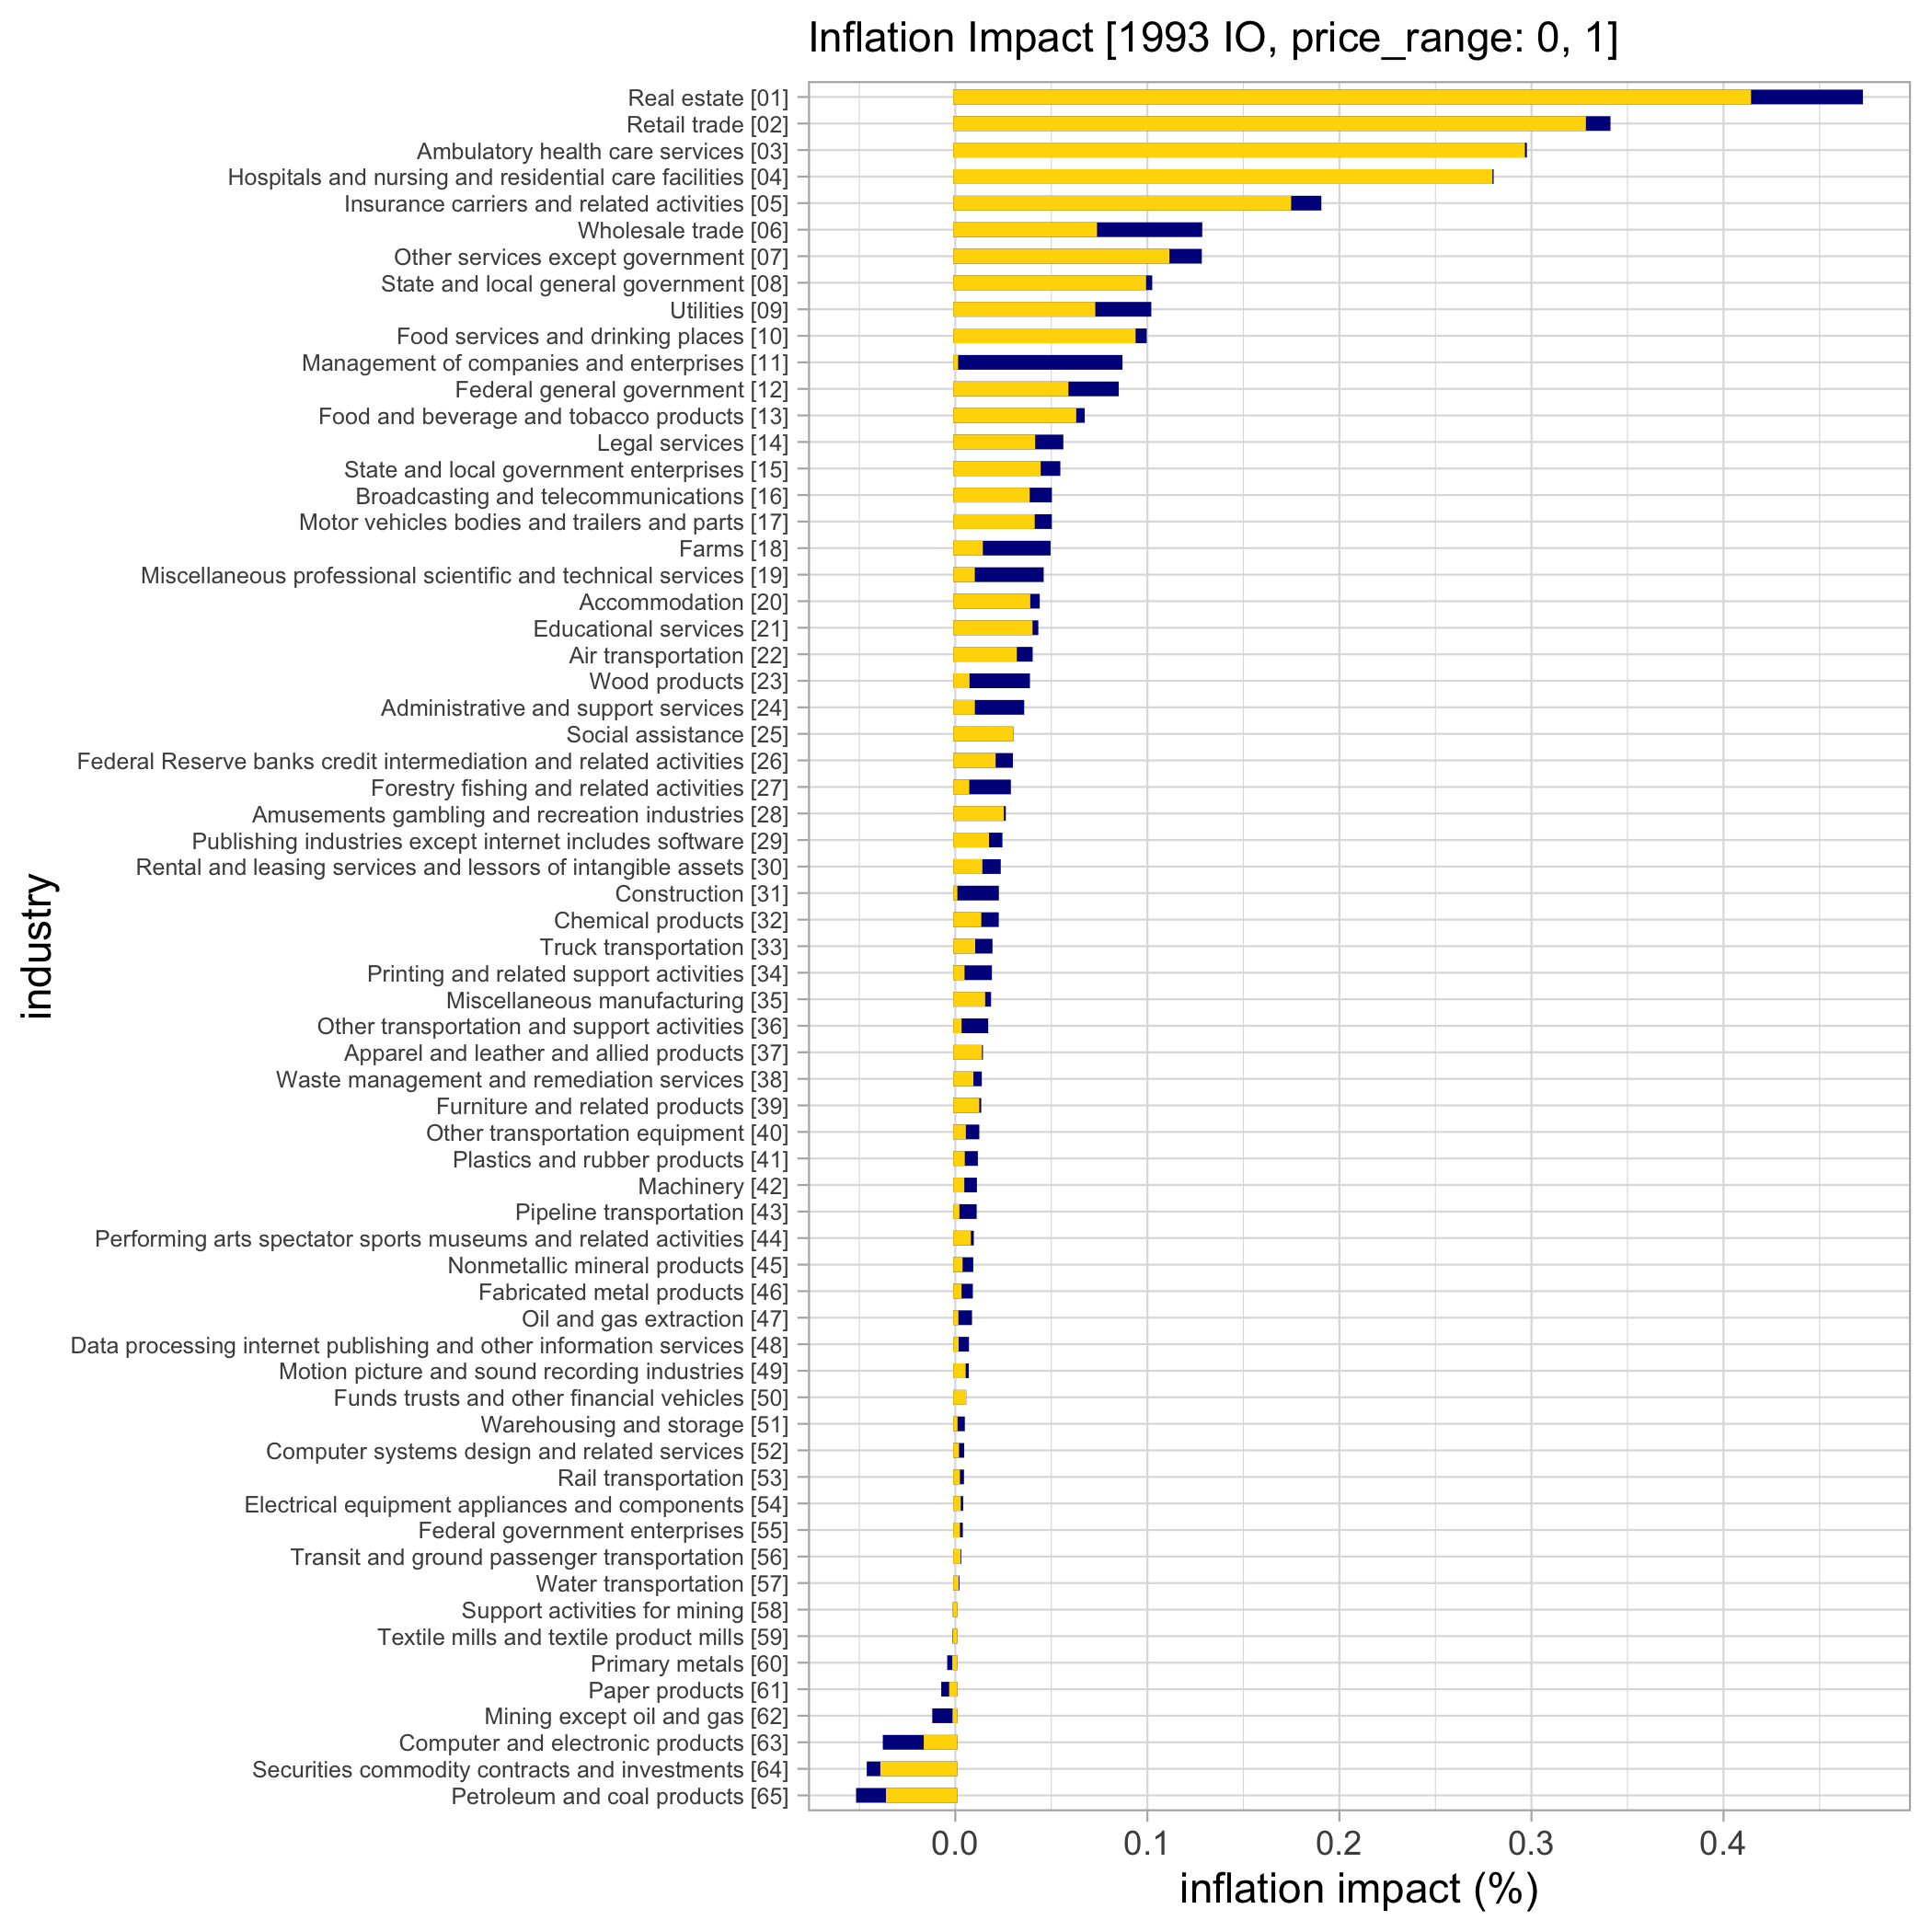 Inflation Impact [1993 IO, price_range: 0, 1]
Real estate [01]
Retail trade [02]
Ambulatory health care services [03]
Hospitals and nursing and residential care facilities [04]
Insurance carriers and related activities [05]
Wholesale trade [06]
Other services except government [07]
State and local general government [08]
Utilities [09]
Food services and drinking places [10]
Management of companies and enterprises [11]
Federal general government [12]
Food and beverage and tobacco products [13]
Legal services [14]
State and local government enterprises [15]
Broadcasting and telecommunications [16]
Motor vehicles bodies and trailers and parts [17]
Farms [18]
Miscellaneous professional scientific and technical services [19]
Accommodation [20]
Educational services [21]
Air transportation [22]
Wood products [23]
Administrative and support services [24]
Social assistance [25]
Federal Reserve banks credit intermediation and related activities [26]
Forestry fishing and related activities [27]
Amusements gambling and recreation industries [28]
Publishing industries except internet includes software [29]
Rental and leasing services and lessors of intangible assets [30]
Construction [31]
Chemical products [32]
Truck transportation [33]
Printing and related support activities [34]
Miscellaneous manufacturing [35]
Other transportation and support activities [36]
Apparel and leather and allied products [37]
Waste management and remediation services [38]
Furniture and related products [39]
Other transportation equipment [40]
Plastics and rubber products [41]
Machinery [42]
Pipeline transportation [43]
Performing arts spectator sports museums and related activities [44]
Nonmetallic mineral products [45]
Fabricated metal products [46]
Oil and gas extraction [47]
Data processing internet publishing and other information services [48]
Motion picture and sound recording industries [49]
Funds trusts and other financial vehicles [50]
Warehousing and storage [51]
Computer systems design and related services [52]
Rail transportation [53]
Electrical equipment appliances and components [54]
Federal government enterprises [55]
Transit and ground passenger transportation [56]
Water transportation [57]
Support activities for mining [58]
Textile mills and textile product mills [59]
Primary metals [60]
Paper products [61]
Mining except oil and gas [62]
Computer and electronic products [63]
Securities commodity contracts and investments [64]
Petroleum and coal products [65]
industry
0.0 0.1 0.2 0.3 0.4
inflation impact (%)